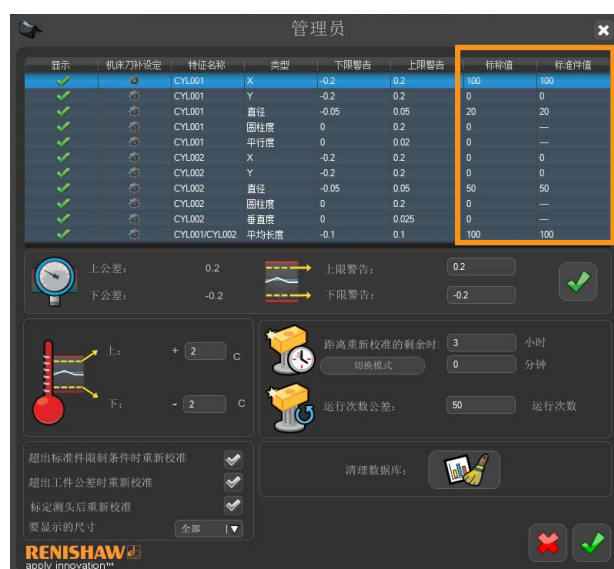 管理员
显示 机床刀补设定 特征名称 类型 下限警告 上限警告 标称值 标准件值
CYL001 X -0.2 0.2 100 100
CYL001 Y -0.2 0.2 0 0
CYL001 直径 -0.05 0.05 20 20
CYL001 圆柱度 0 0.2 0 ---
CYL001 平行度 0 0.02 0 ---
CYL002 X -0.2 0.2 0 0
CYL002 Y -0.2 0.2 0 0
CYL002 直径 -0.05 0.05 50 50
CYL002 圆柱度 0 0.2 0 ---
CYL002 垂直度 0 0.025 0 ---
CYL001/CYL002 平均长度 -0.1 0.1 100 100
上公差: 0.2 上限警告: 0.2
下公差: -0.2 下限警告: -0.2
上: + 2 C
下: - 2 C
距离重新校准的剩余时 3 小时
切换模式 0 分钟
运行次数公差: 50 运行次数
超出标准件限制条件时重新校准
超出工件公差时重新校准
标定测头后重新校准
要显示的尺寸 全部
清理数据库:
RENISHAW
apply innovation™